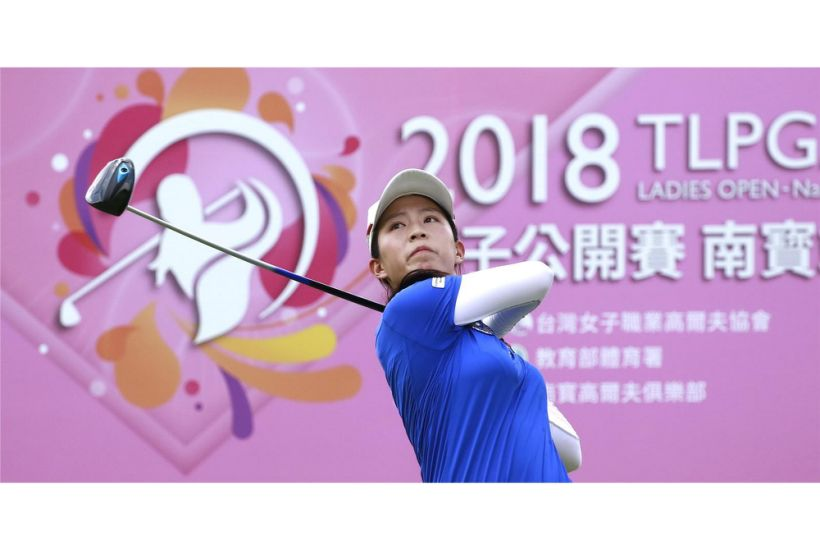 2018 TLPG
LADIES OPEN·Na
子公開賽 南寶
台灣女子職業高爾夫協會
教育部體育署
寶高爾夫俱樂部